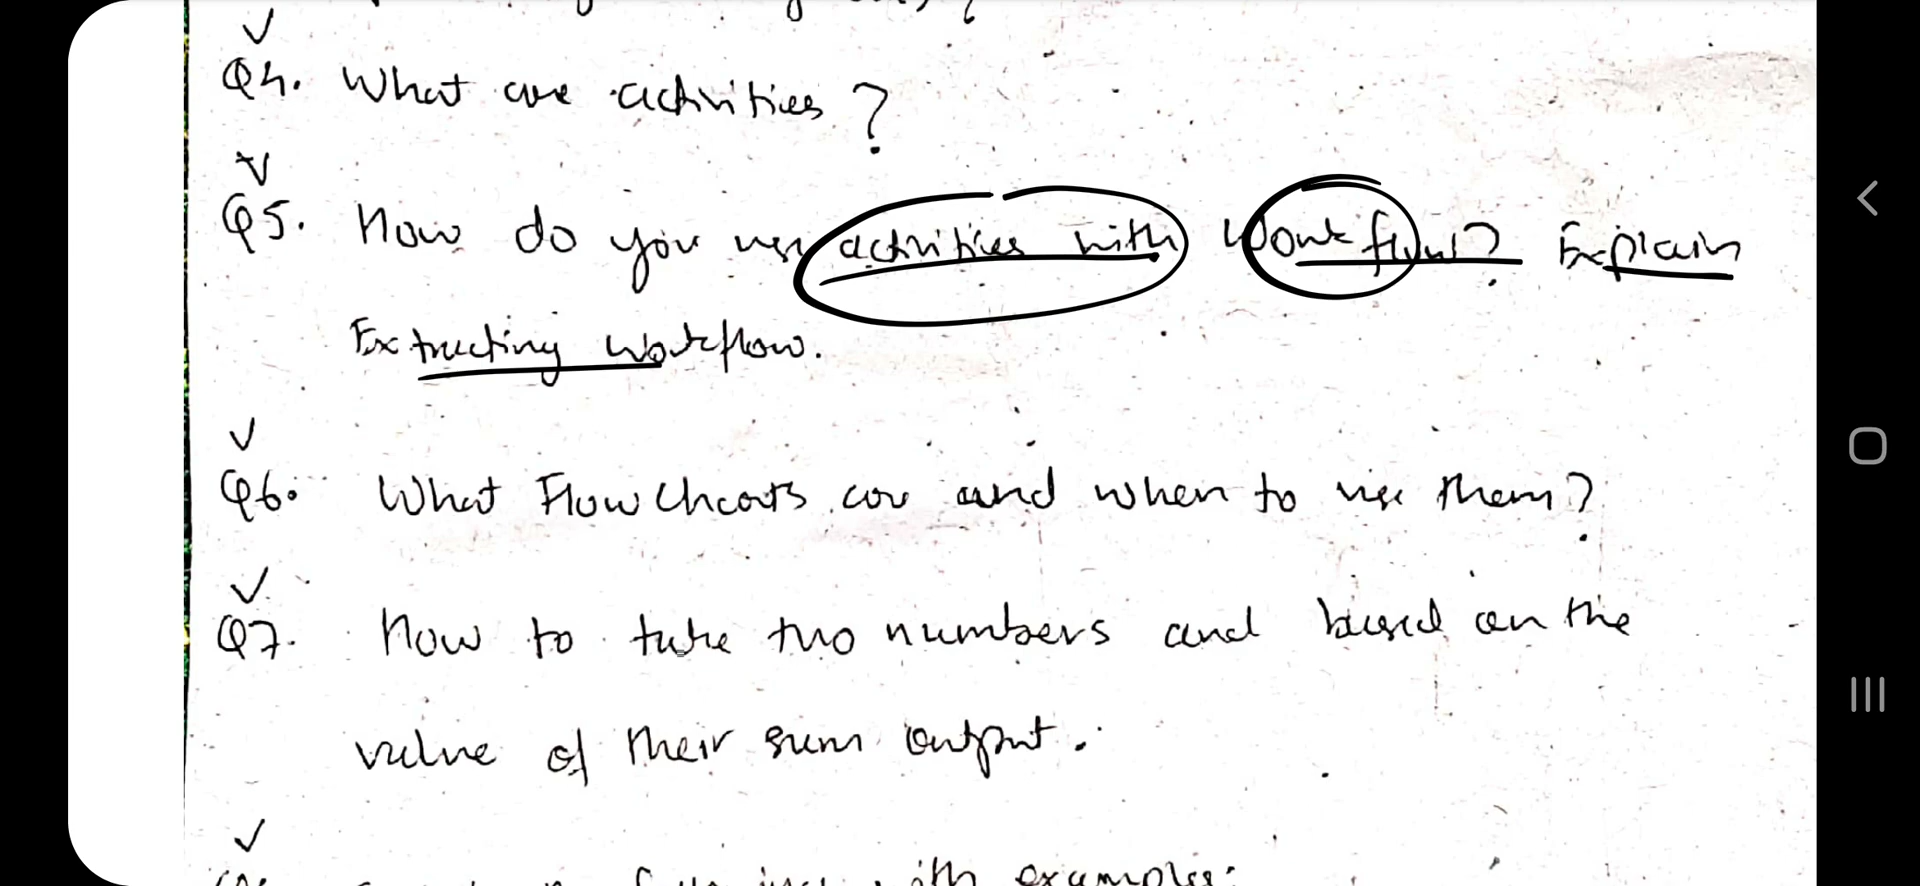 Q4. What are activities?
Q5. How do you use activities with Workflow? Explain
Extracting Workflow.
Q6. What Flowcharts are and when to use them?
Q7. How to take two numbers and based on the
value of their sum output.
with examples: